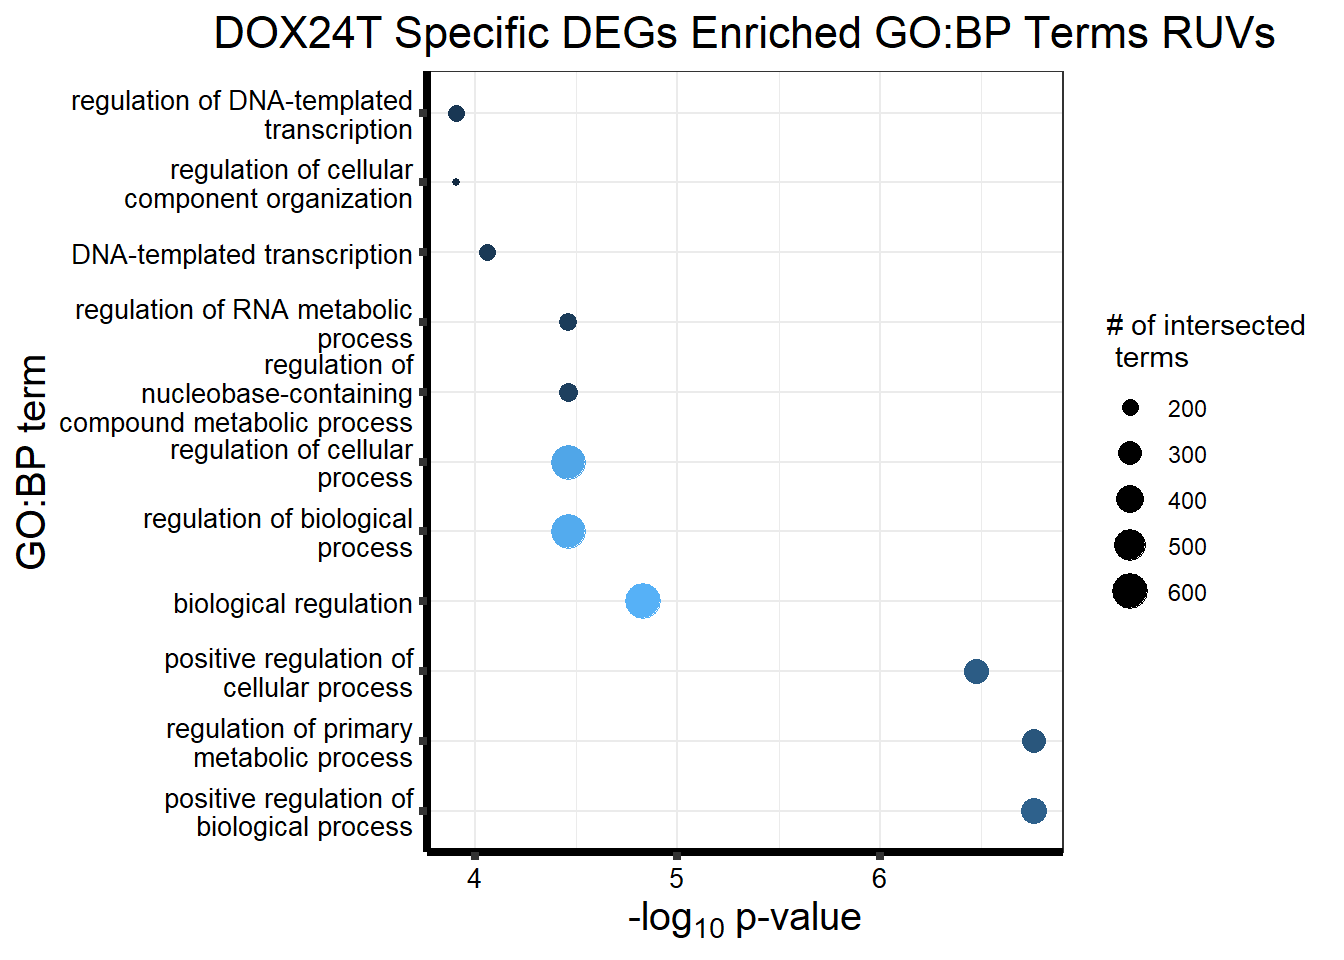 DOX24T Specific DEGs Enriched GO:BP Terms RUVs
GO:BP term
regulation of DNA-templated
transcription
regulation of cellular
component organization
DNA-templated transcription
regulation of RNA metabolic
process
regulation of
nucleobase-containing
compound metabolic process
regulation of cellular
process
regulation of biological
process
biological regulation
positive regulation of
cellular process
regulation of primary
metabolic process
positive regulation of
biological process
4 5 6
-log10 p-value
# of intersected
terms
200
300
400
500
600